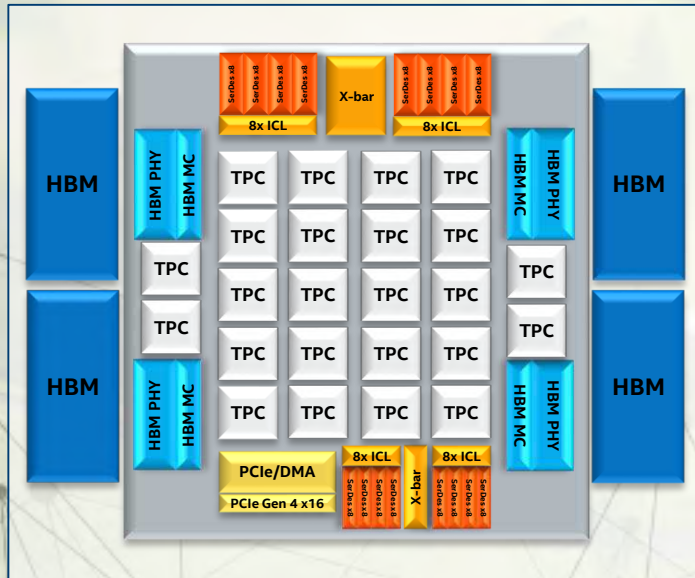 SerDes x8 SerDes x8 SerDes x8 SerDes x8
8x ICL
X-bar
SerDes x8 SerDes x8 SerDes x8 SerDes x8
8x ICL
HBM
HBM PHY HBM MC
TPC TPC TPC TPC
HBM MC HBM PHY
HBM
TPC TPC TPC TPC
TPC
TPC
TPC TPC TPC TPC
TPC
TPC
HBM
HBM PHY HBM MC
TPC TPC TPC TPC
HBM MC HBM PHY
HBM
TPC TPC TPC TPC
PCIe/DMA
PCIe Gen 4 x16
8x ICL
SerDes x8 SerDes x8 SerDes x8 SerDes x8
X-bar
8x ICL
SerDes x8 SerDes x8 SerDes x8 SerDes x8